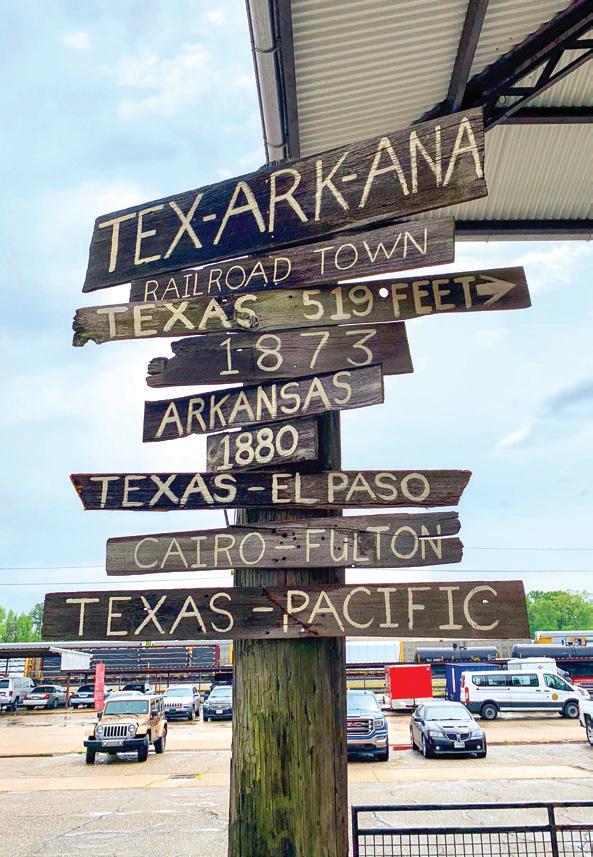 TEX-ARK-ANA
RAILROAD TOWN
TEXAS 519 FEET→
1873
ARKANSAS
1880
TEXAS-EL PASO
CAIRO-FULTON
TEXAS-PACIFIC